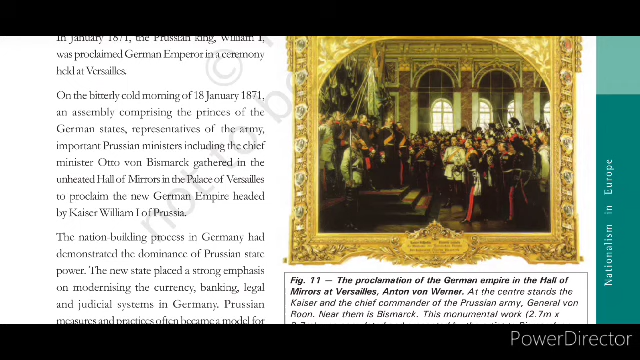 In January 1871, the Prussian king, William I,
was proclaimed German Emperor in a ceremony
held at Versailles.
On the bitterly cold morning of 18 January 1871,
an assembly comprising the princes of the
German states, representatives of the army,
important Prussian ministers including the chief
minister Otto von Bismarck gathered in the
unheated Hall of Mirrors in the Palace of Versailles
to proclaim the new German Empire headed
by Kaiser William I of Prussia.
The nation-building process in Germany had
demonstrated the dominance of Prussian state
power. The new state placed a strong emphasis
on modernising the currency, banking, legal
and judicial systems in Germany. Prussian
measures and practices often became a model for
Fig. 11 — The proclamation of the German empire in the Hall of
Mirrors at Versailles, Anton von Werner. At the centre stands the
Kaiser and the chief commander of the Prussian army, General von
Roon. Near them is Bismarck. This monumental work (2.7m x
Nationalism in Europe
©
not to be
PowerDirector